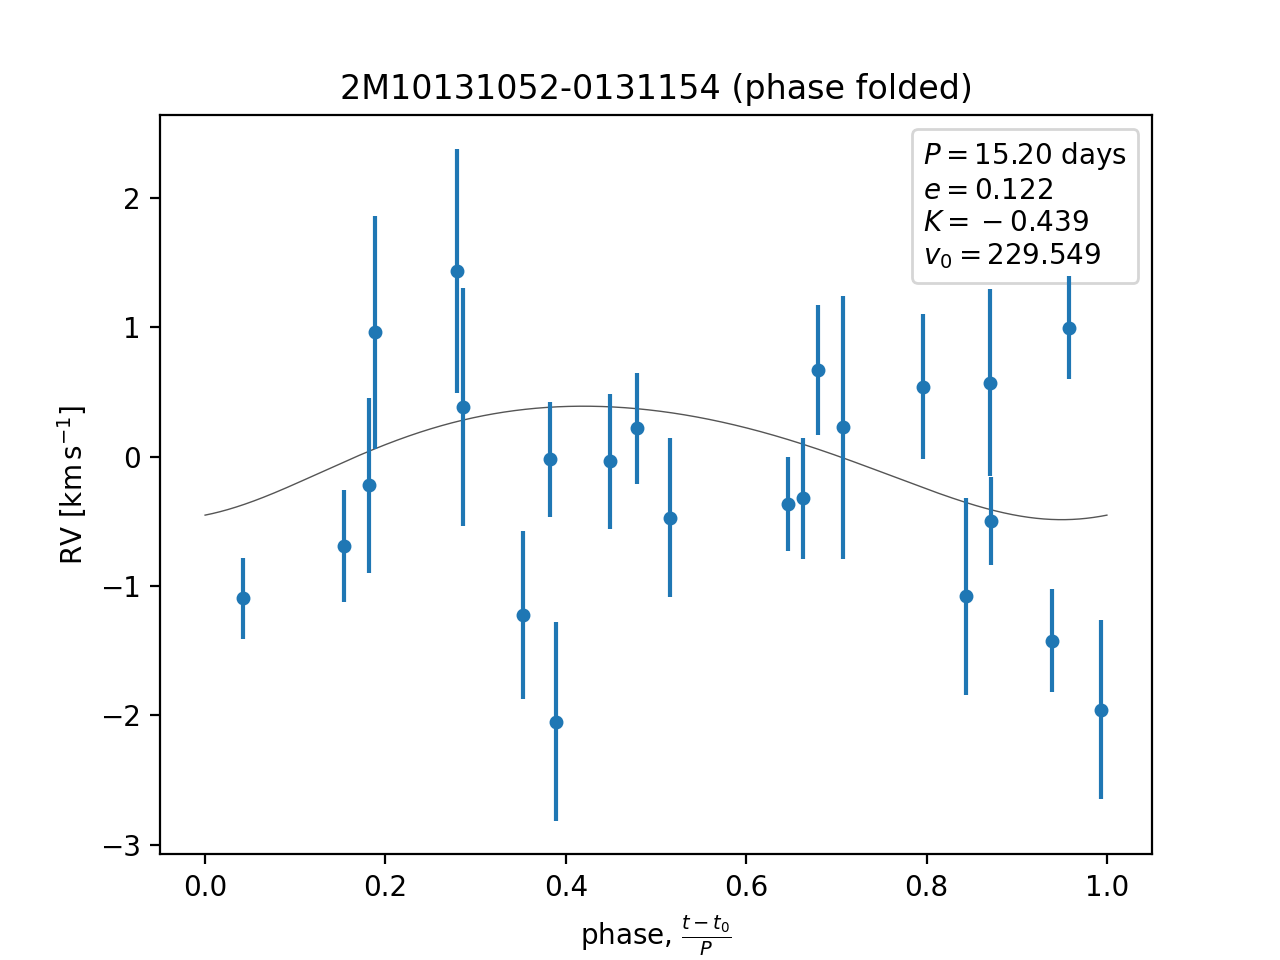 2M10131052-0131154 (phase folded)
P = 15.20 days
e = 0.122
K = −0.439
v₀ = 229.549
RV [km s⁻¹]
2
1
0
−1
−2
−3
0.0 0.2 0.4 0.6 0.8 1.0
phase, (t − t₀)/P